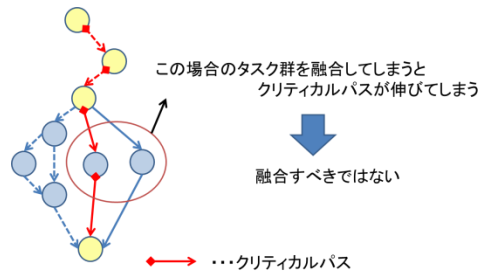 この場合のタスク群を融合してしまうと
クリティカルパスが伸びてしまう
融合すべきではない
・・・クリティカルパス